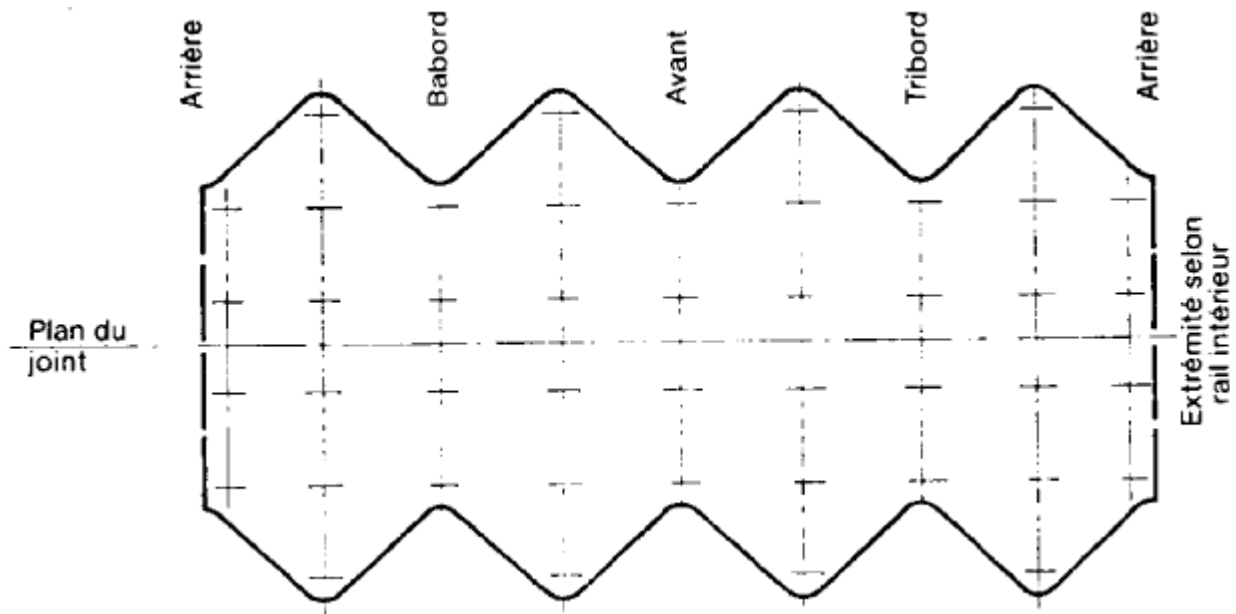 Arrière
Babord
Avant
Tribord
Arrière
Plan du
joint
Extrémité selon
rail intérieur